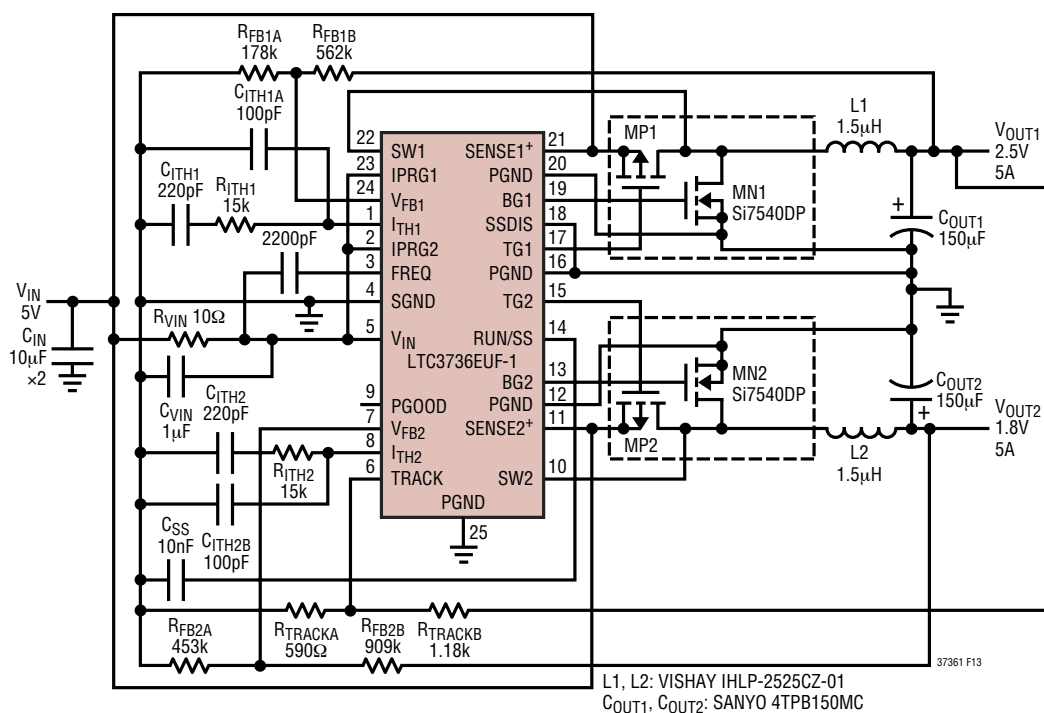 RFB1A
178k
RFB1B
562k
CITH1A
100pF
CITH1
220pF
RITH1
15k
2200pF
VIN
5V
CIN
10μF
×2
RVIN 10Ω
CVIN
1μF
CITH2
220pF
RITH2
15k
CSS
10nF
CITH2B
100pF
RFB2A
453k
RTRACKA
590Ω
RFB2B
909k
RTRACKB
1.18k
22
23
24
1
2
3
4
5
9
7
8
6
SW1
IPRG1
VFB1
ITH1
IPRG2
FREQ
SGND
VIN
LTC3736EUF-1
PGOOD
VFB2
ITH2
TRACK
PGND
25
SENSE1+
PGND
BG1
SSDIS
TG1
PGND
TG2
RUN/SS
BG2
PGND
SENSE2+
SW2
21
20
19
18
17
16
15
14
13
12
11
10
MP1
MN1
Si7540DP
MN2
Si7540DP
MP2
L1
1.5μH
VOUT1
2.5V
5A
+
COUT1
150μF
COUT2
150μF
+
VOUT2
1.8V
5A
L2
1.5μH
37361 F13
L1, L2: VISHAY IHLP-2525CZ-01
COUT1, COUT2: SANYO 4TPB150MC